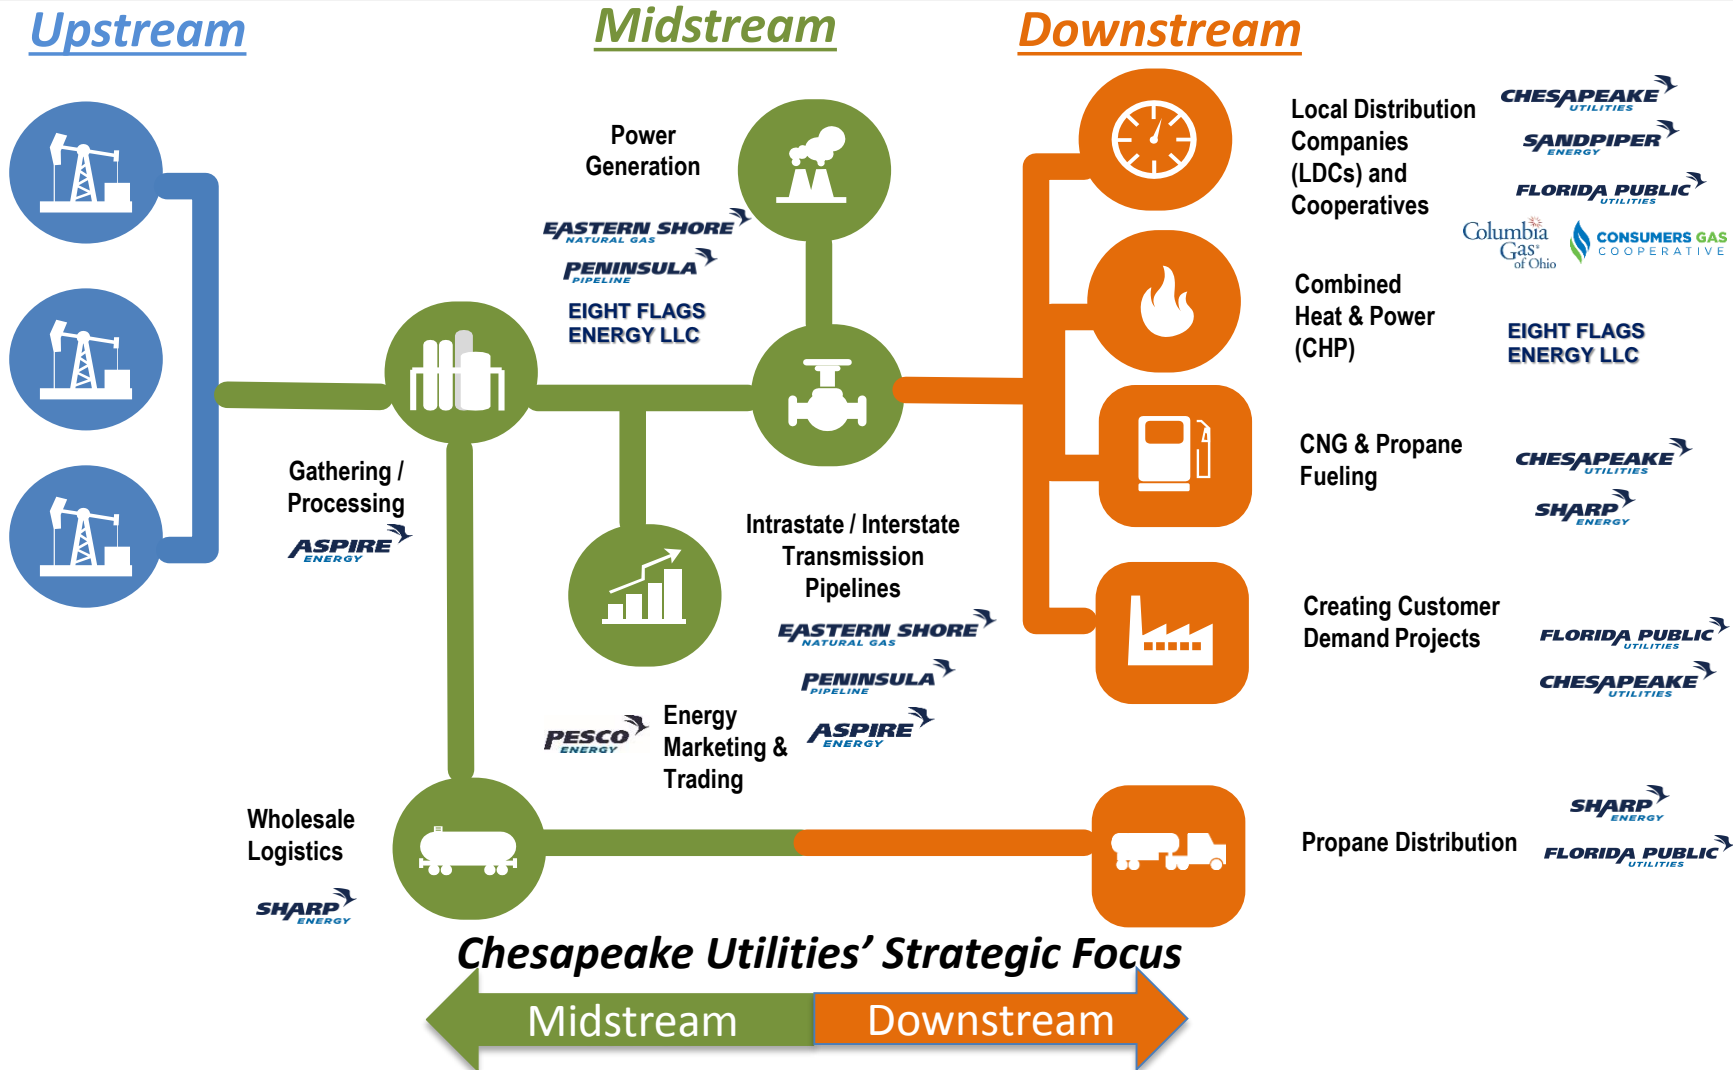 Upstream
Midstream
Downstream
Power
Generation
EASTERN SHORE
NATURAL GAS
PENINSULA
PIPELINE
EIGHT FLAGS
ENERGY LLC
Gathering /
Processing
ASPIRE
ENERGY
Intrastate / Interstate
Transmission
Pipelines
EASTERN SHORE
NATURAL GAS
PENINSULA
PIPELINE
ASPIRE
ENERGY
PESCO
ENERGY
Energy
Marketing &
Trading
Wholesale
Logistics
SHARP
ENERGY
Local Distribution
Companies
(LDCs) and
Cooperatives
CHESAPEAKE
UTILITIES
SANDPIPER
ENERGY
FLORIDA PUBLIC
UTILITIES
Columbia
Gas®
of Ohio
CONSUMERS GAS
COOPERATIVE
Combined
Heat & Power
(CHP)
EIGHT FLAGS
ENERGY LLC
CNG & Propane
Fueling
CHESAPEAKE
UTILITIES
SHARP
ENERGY
Creating Customer
Demand Projects
FLORIDA PUBLIC
UTILITIES
CHESAPEAKE
UTILITIES
Propane Distribution
SHARP
ENERGY
FLORIDA PUBLIC
UTILITIES
Chesapeake Utilities’ Strategic Focus
Midstream
Downstream